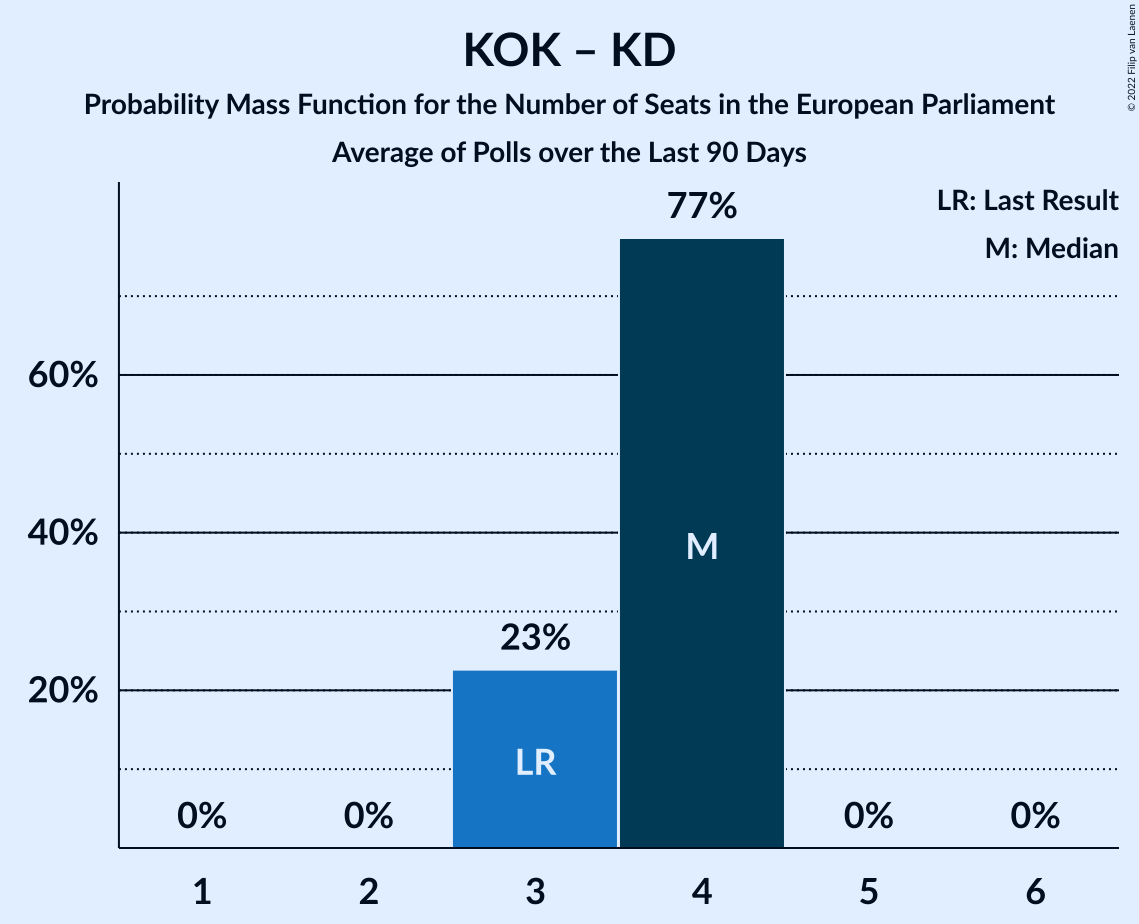 KOK – KD
Probability Mass Function for the Number of Seats in the European Parliament
Average of Polls over the Last 90 Days
© 2022 Filip van Laenen
LR: Last Result
M: Median
77%
60%
40%
M
23%
20%
LR
0%
0%
0%
0%
1
2
3
4
5
6